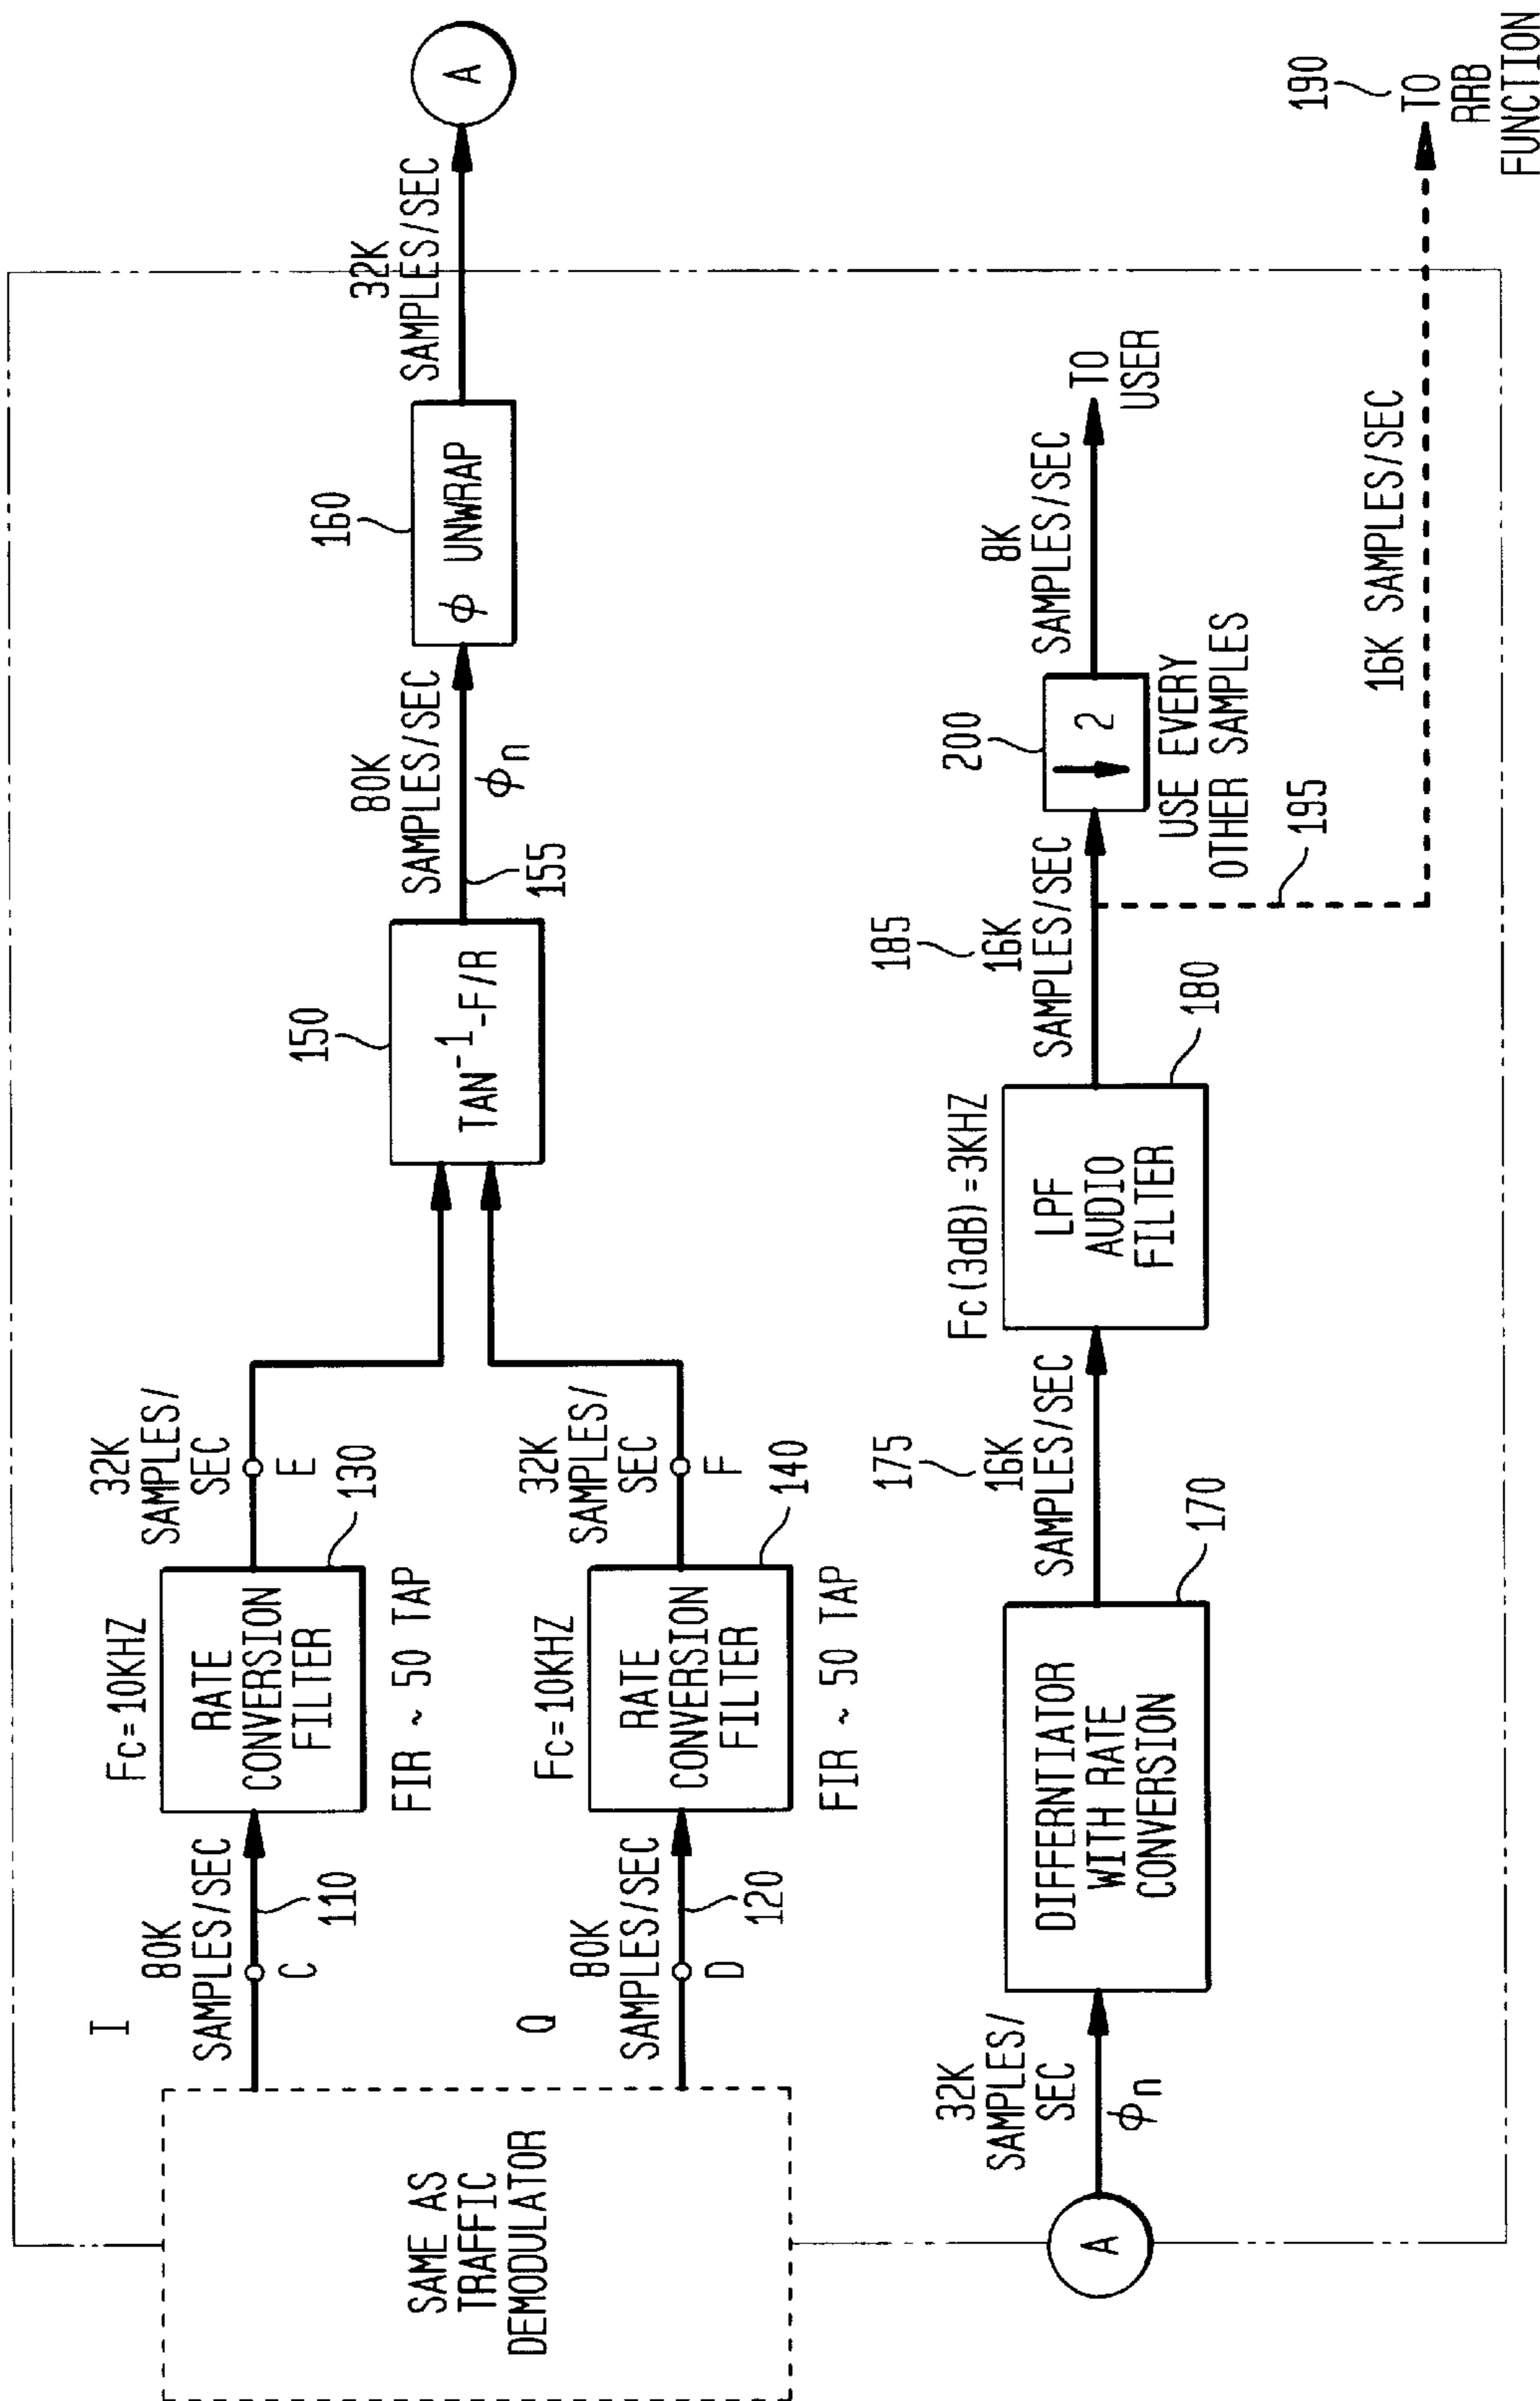 SAME AS
TRAFFIC
DEMODULATOR
I
80K
SAMPLES/SEC
C
110
Fc=10KHZ
RATE
CONVERSION
FILTER
FIR ~ 50 TAP
130
32K
SAMPLES/
SEC
E
Q
80K
SAMPLES/SEC
D
120
Fc=10KHZ
RATE
CONVERSION
FILTER
FIR ~ 50 TAP
140
32K
SAMPLES/
SEC
F
150
TAN-1-F/R
80K
SAMPLES/SEC
155
ϕn
160
ϕ UNWRAP
32K
SAMPLES/SEC
A
A
32K
SAMPLES/
SEC
ϕn
DIFFERNTIATOR
WITH RATE
CONVERSION
170
175
16K
SAMPLES/SEC
Fc(3dB)=3KHZ
LPF
AUDIO
FILTER
180
185
16K
SAMPLES/SEC
200
2
USE EVERY
OTHER SAMPLES
195
8K
SAMPLES/SEC
TO
USER
16K SAMPLES/SEC
190
TO
RRB
FUNCTION